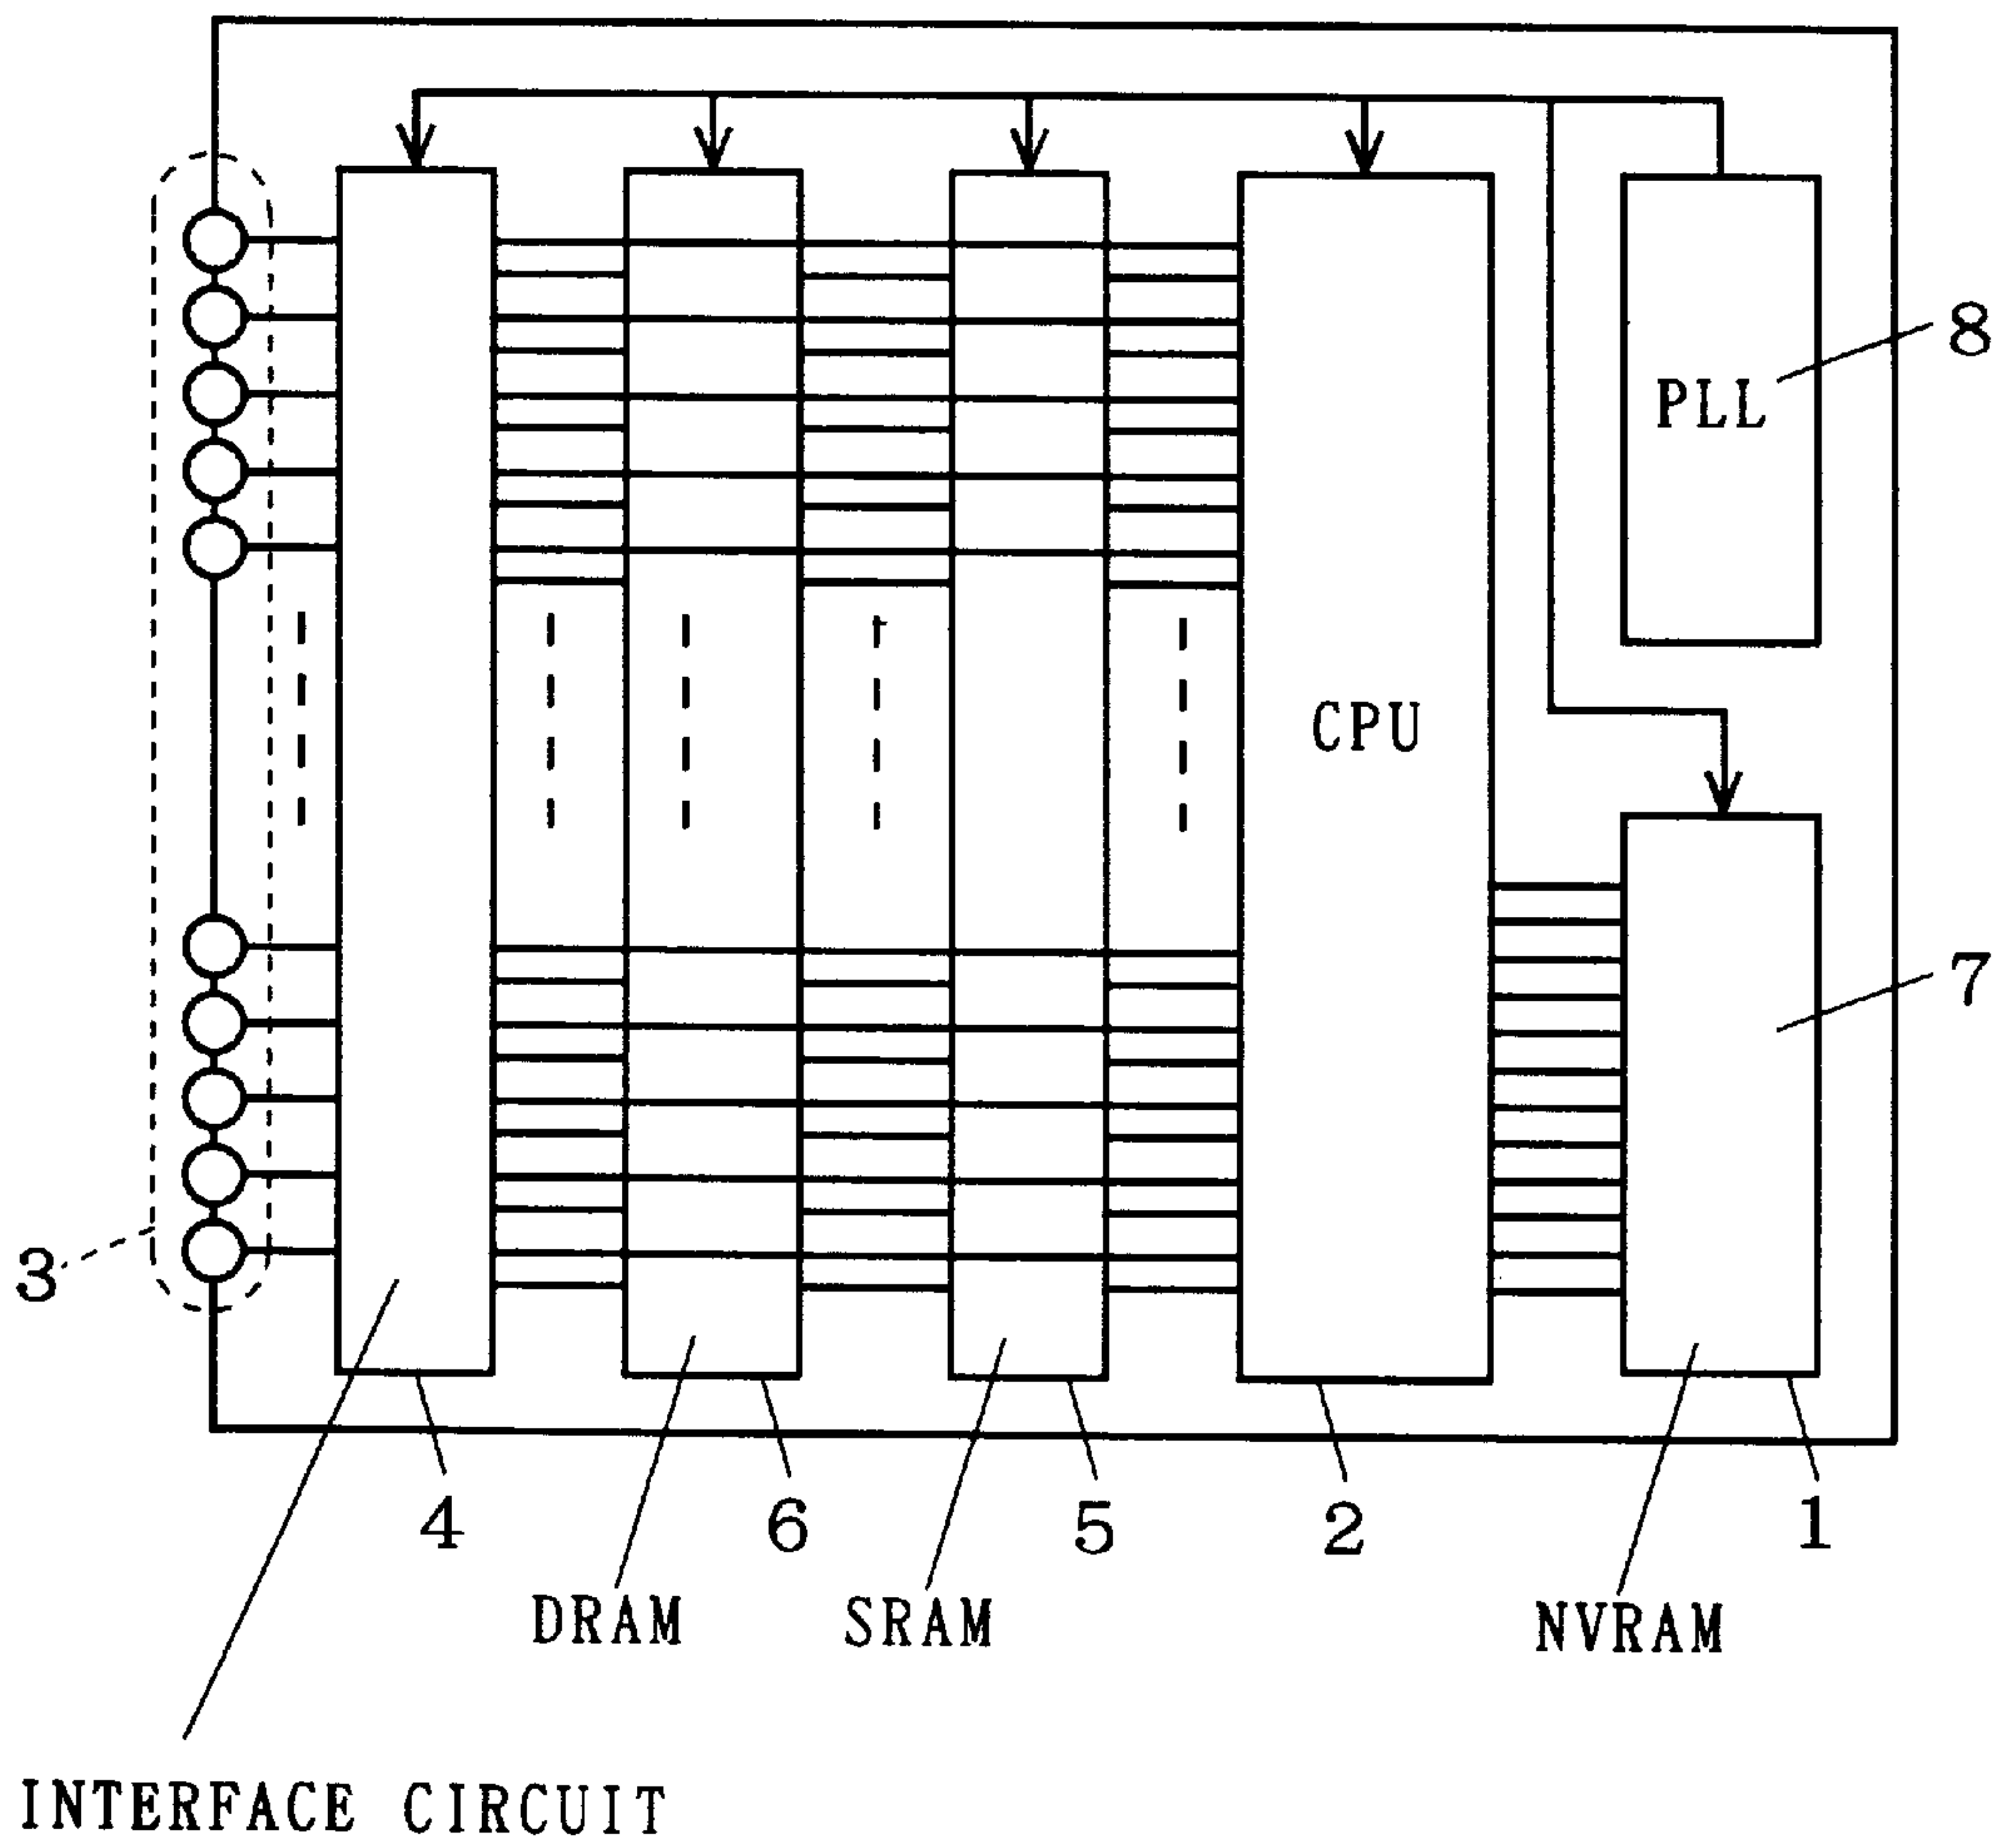 8
PLL
CPU
7
3
4
6
5
2
1
DRAM
SRAM
NVRAM
INTERFACE CIRCUIT